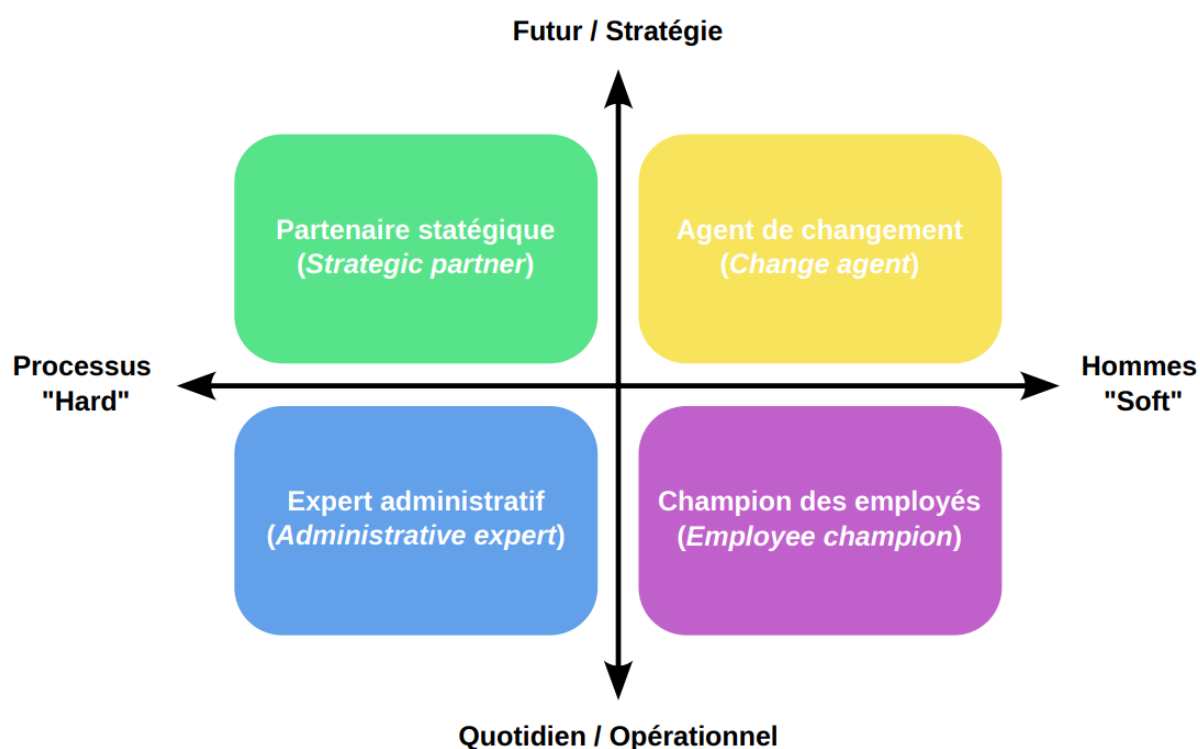 Futur / Stratégie
Partenaire statégique
(Strategic partner)
Agent de changement
(Change agent)
Processus
"Hard"
Hommes
"Soft"
Expert administratif
(Administrative expert)
Champion des employés
(Employee champion)
Quotidien / Opérationnel